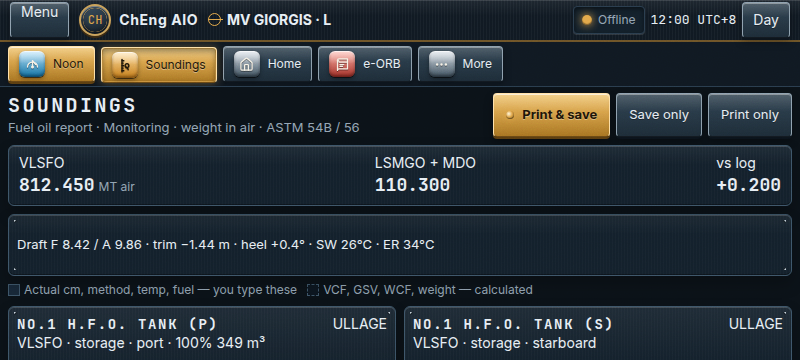 Menu
CH
ChEng AIO
MV GIORGIS · L
Offline
12:00 UTC+8
Day
Noon
Soundings
Home
e-ORB
More
SOUNDINGS
Fuel oil report · Monitoring · weight in air · ASTM 54B / 56
Print & save
Save only
Print only
VLSFO
812.450 MT air
LSMGO + MDO
110.300
vs log
+0.200
Draft F 8.42 / A 9.86 · trim −1.44 m · heel +0.4° · SW 26°C · ER 34°C
Actual cm, method, temp, fuel — you type these
VCF, GSV, WCF, weight — calculated
NO.1 H.F.O. TANK (P)
ULLAGE
VLSFO · storage · port · 100% 349 m³
NO.1 H.F.O. TANK (S)
ULLAGE
VLSFO · storage · starboard